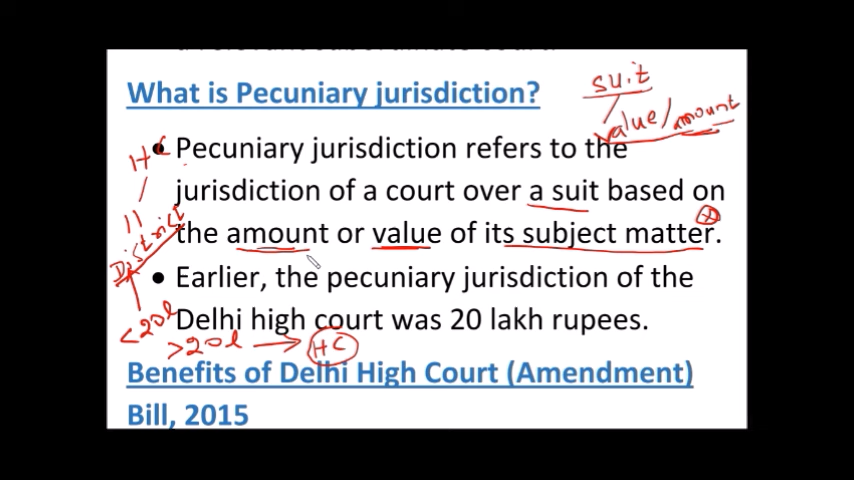 What is Pecuniary jurisdiction?
suit
value/amount
• Pecuniary jurisdiction refers to the
jurisdiction of a court over a suit based on
the amount or value of its subject matter.
HC
District
• Earlier, the pecuniary jurisdiction of the
Delhi high court was 20 lakh rupees.
<20l
>20l → HC
Benefits of Delhi High Court (Amendment)
Bill, 2015